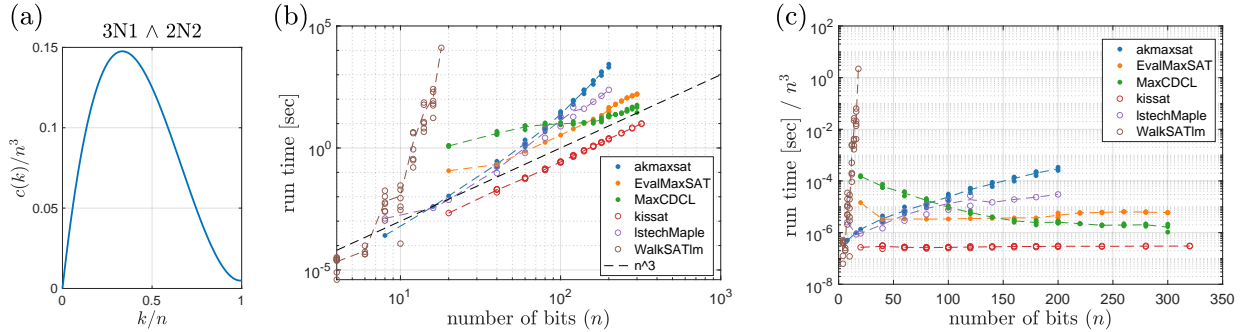 (a)
3N1 ∧ 2N2
0.15
0.1
0.05
0
0
0.5
1
c(k)/n³
k/n
(b)
10⁵
10⁰
10⁻⁵
10¹
10²
10³
run time [sec]
number of bits (n)
akmaxsat
EvalMaxSAT
MaxCDCL
kissat
lstechMaple
WalkSATlm
n^3
(c)
10²
10⁰
10⁻²
10⁻⁴
10⁻⁶
10⁻⁸
0
50
100
150
200
250
300
350
run time [sec] / n³
number of bits (n)
akmaxsat
EvalMaxSAT
MaxCDCL
kissat
lstechMaple
WalkSATlm